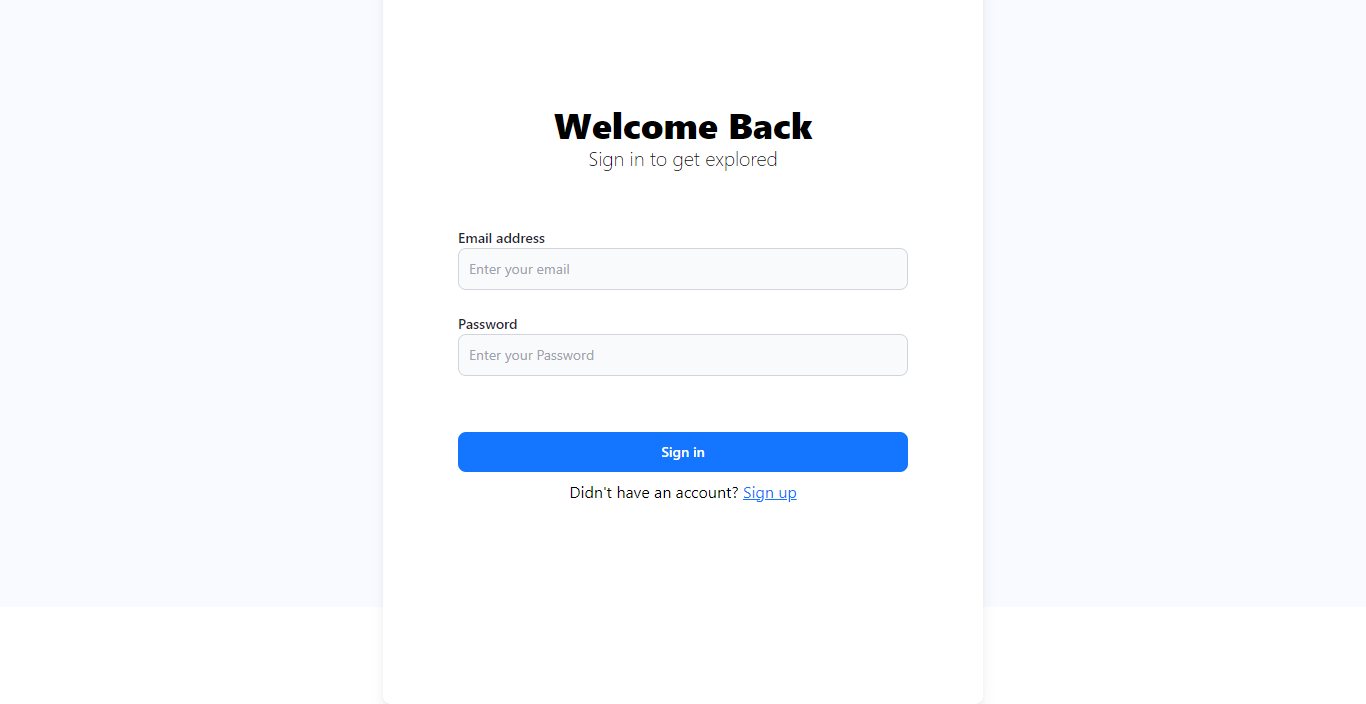 Welcome Back
Sign in to get explored
Email address
Enter your email
Password
Enter your Password
Sign in
Didn't have an account? Sign up